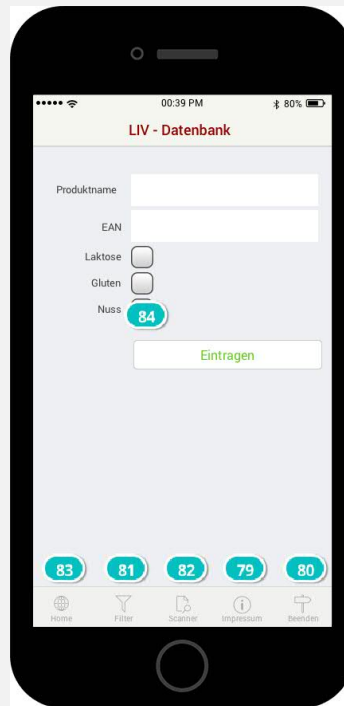 00:39 PM 80%
LIV - Datenbank
Produktname
EAN
Laktose
Gluten
Nuss 84
Eintragen
83 81 82 79 80
Home Filter Scanner Impressum Beenden